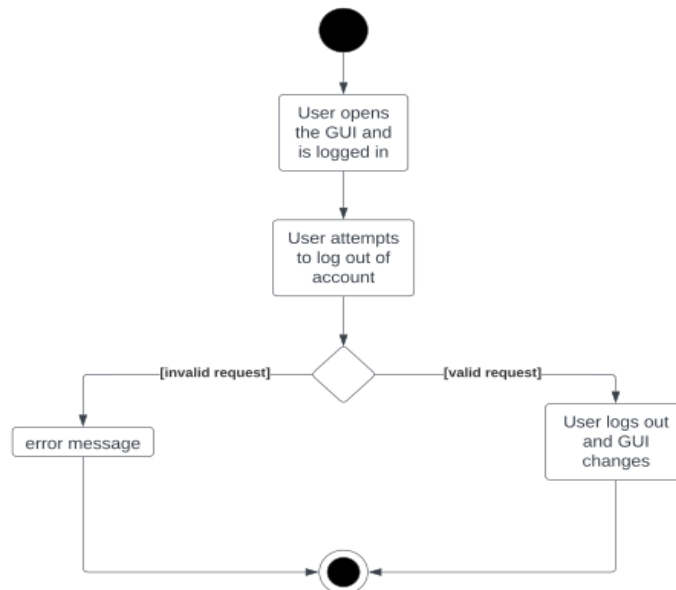 User opens
the GUI and
is logged in
User attempts
to log out of
account
[invalid request]
[valid request]
error message
User logs out
and GUI
changes